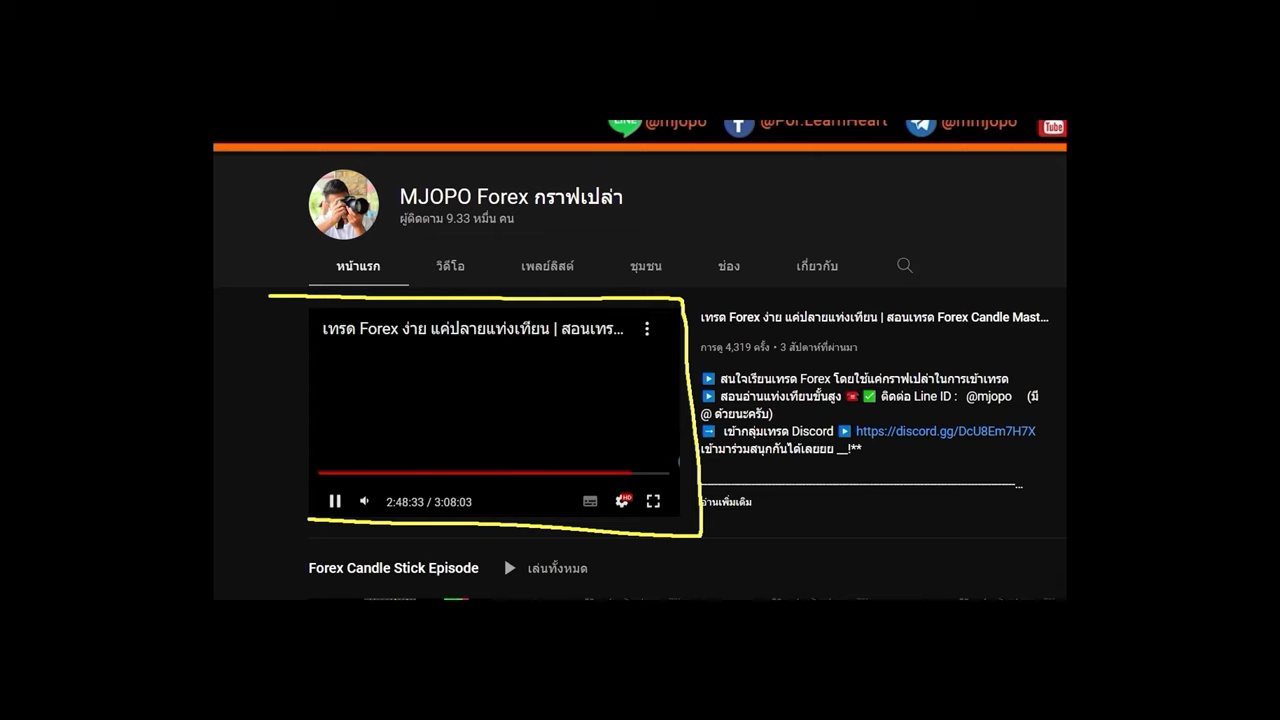 LINE @mjopo @Por.LearnHeart @mmjopo Tube
MJOPO Forex กราฟเปล่า
ผู้ติดตาม 9.33 หมื่น คน
หน้าแรก วิดีโอ เพลย์ลิสต์ ชุมชน ช่อง เกี่ยวกับ
เทรด Forex ง่าย แค่ปลายแท่งเทียน | สอนเทร...
เทรด Forex ง่าย แค่ปลายแท่งเทียน | สอนเทรด Forex Candle Mast...
การดู 4,319 ครั้ง • 3 สัปดาห์ที่ผ่านมา
สนใจเรียนเทรด Forex โดยใช้แค่กราฟเปล่าในการเข้าเทรด
สอนอ่านแท่งเทียนขั้นสูง ☎️ ✅ ติดต่อ Line ID : @mjopo (มี
@ ด้วยนะครับ)
เข้ากลุ่มเทรด Discord https://discord.gg/DcU8Em7H7X
เข้ามาร่วมสนุกกันได้เลยยย __!**
...
อ่านเพิ่มเติม
2:48:33 / 3:08:03 HD
Forex Candle Stick Episode เล่นทั้งหมด